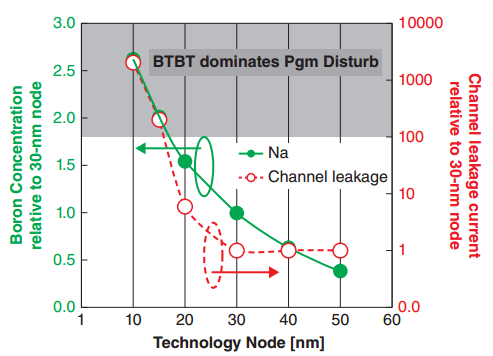 3.0
2.5
2.0
1.5
1.0
0.5
0.0
Boron Concentration
relative to 30-nm node
10000
1000
100
10
1
0.0
Channel leakage current
relative to 30-nm node
BTBT dominates Pgm Disturb
Na
Channel leakage
1 10 20 30 40 50 60
Technology Node [nm]